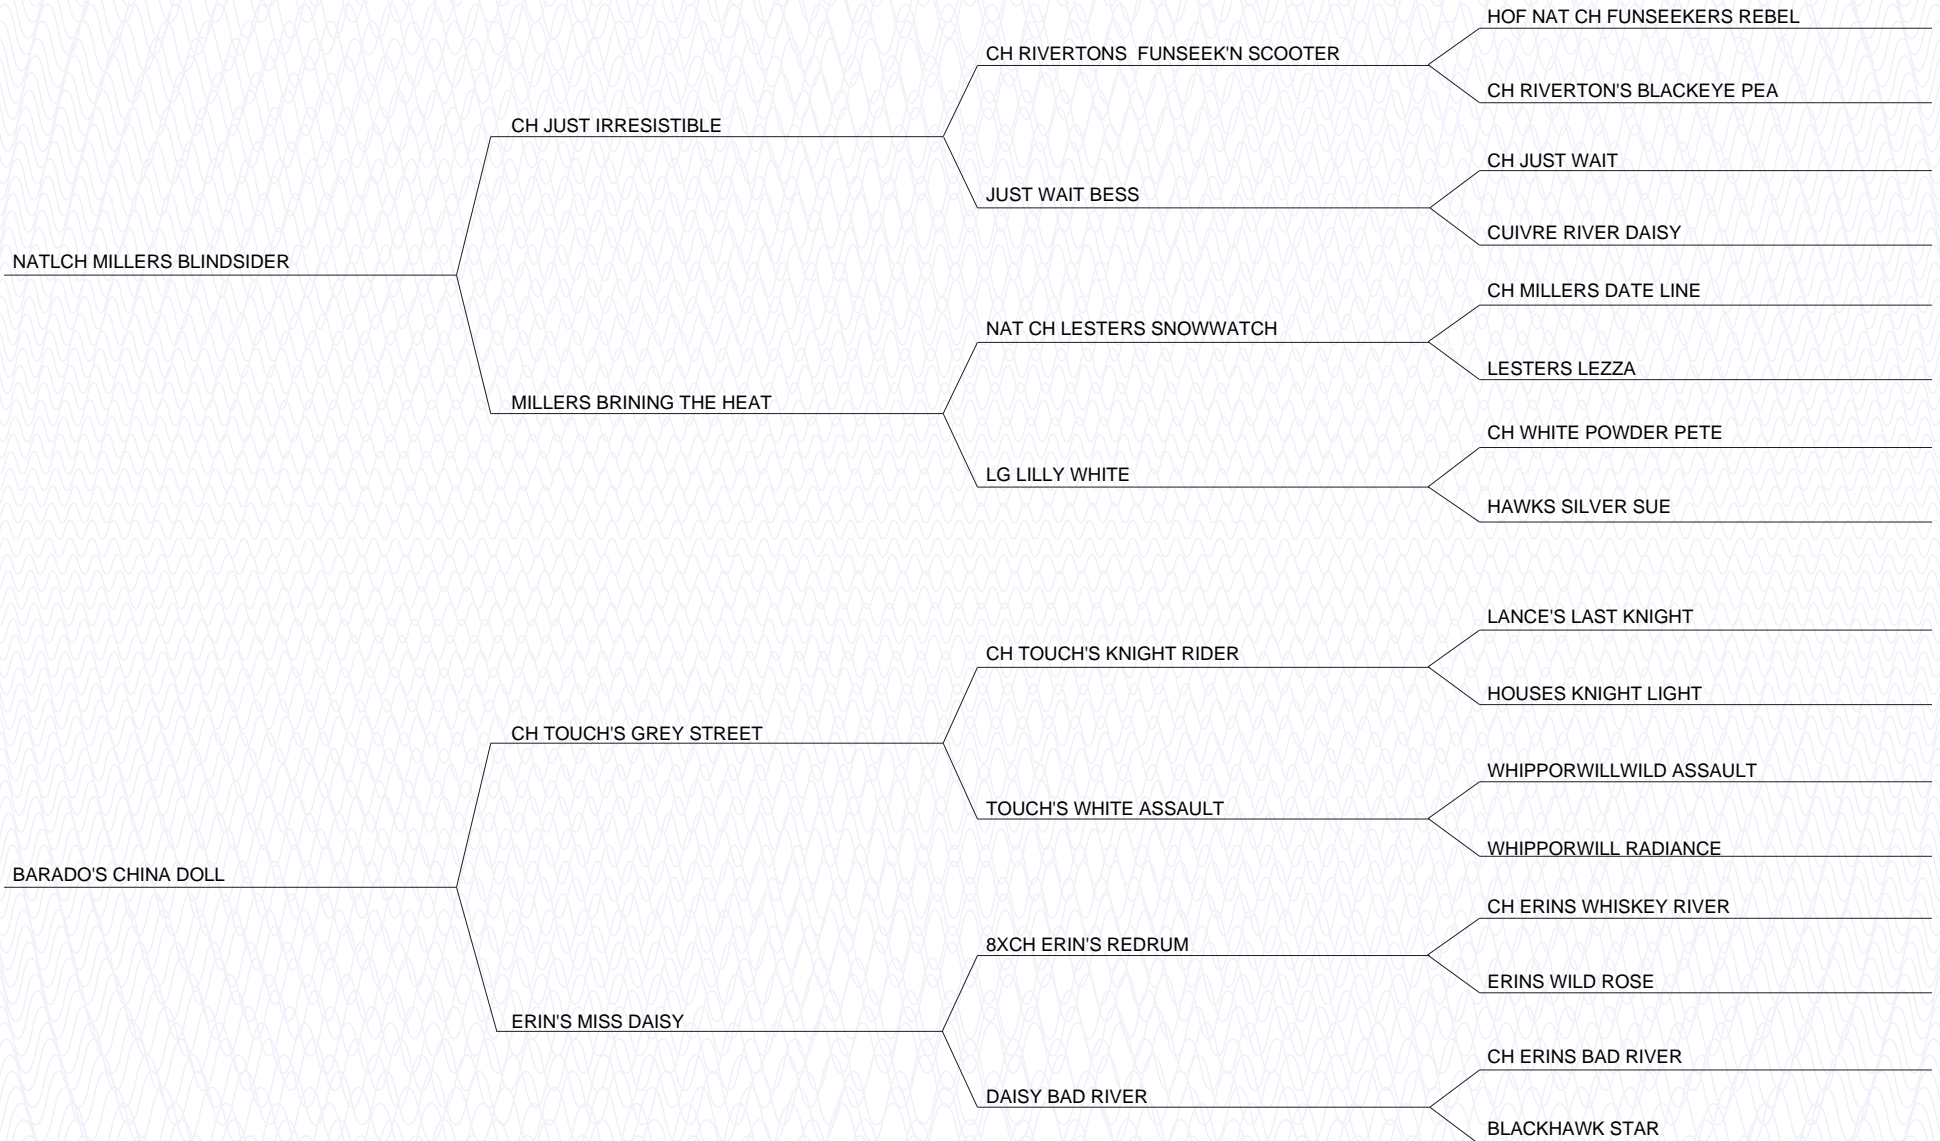 HOF NAT CH FUNSEEKERS REBEL
CH RIVERTONS  FUNSEEK'N SCOOTER
CH RIVERTON'S BLACKEYE PEA
CH JUST IRRESISTIBLE
CH JUST WAIT
JUST WAIT BESS
CUIVRE RIVER DAISY
NATLCH MILLERS BLINDSIDER
CH MILLERS DATE LINE
NAT CH LESTERS SNOWWATCH
LESTERS LEZZA
MILLERS BRINING THE HEAT
CH WHITE POWDER PETE
LG LILLY WHITE
HAWKS SILVER SUE
LANCE'S LAST KNIGHT
CH TOUCH'S KNIGHT RIDER
HOUSES KNIGHT LIGHT
CH TOUCH'S GREY STREET
WHIPPORWILLWILD ASSAULT
TOUCH'S WHITE ASSAULT
WHIPPORWILL RADIANCE
BARADO'S CHINA DOLL
CH ERINS WHISKEY RIVER
8XCH ERIN'S REDRUM
ERINS WILD ROSE
ERIN'S MISS DAISY
CH ERINS BAD RIVER
DAISY BAD RIVER
BLACKHAWK STAR